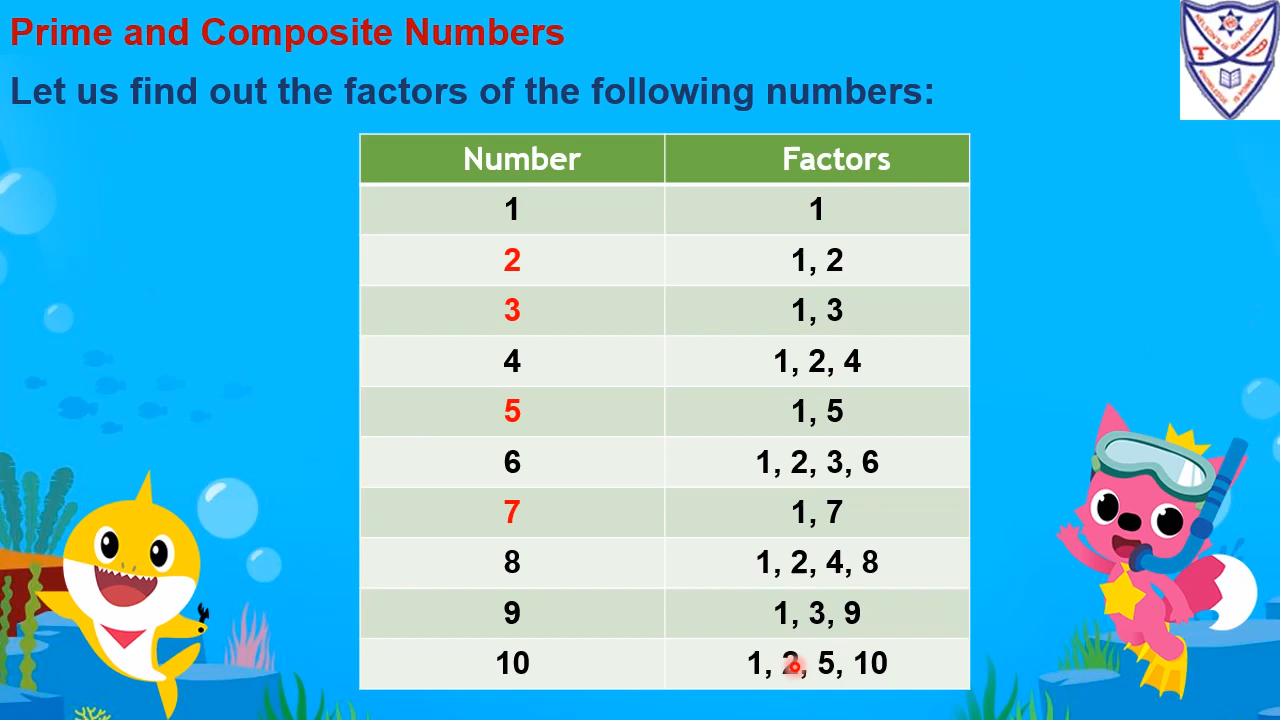 Prime and Composite Numbers
Let us find out the factors of the following numbers:
Number Factors
1 1
2 1, 2
3 1, 3
4 1, 2, 4
5 1, 5
6 1, 2, 3, 6
7 1, 7
8 1, 2, 4, 8
9 1, 3, 9
10 1, 2, 5, 10